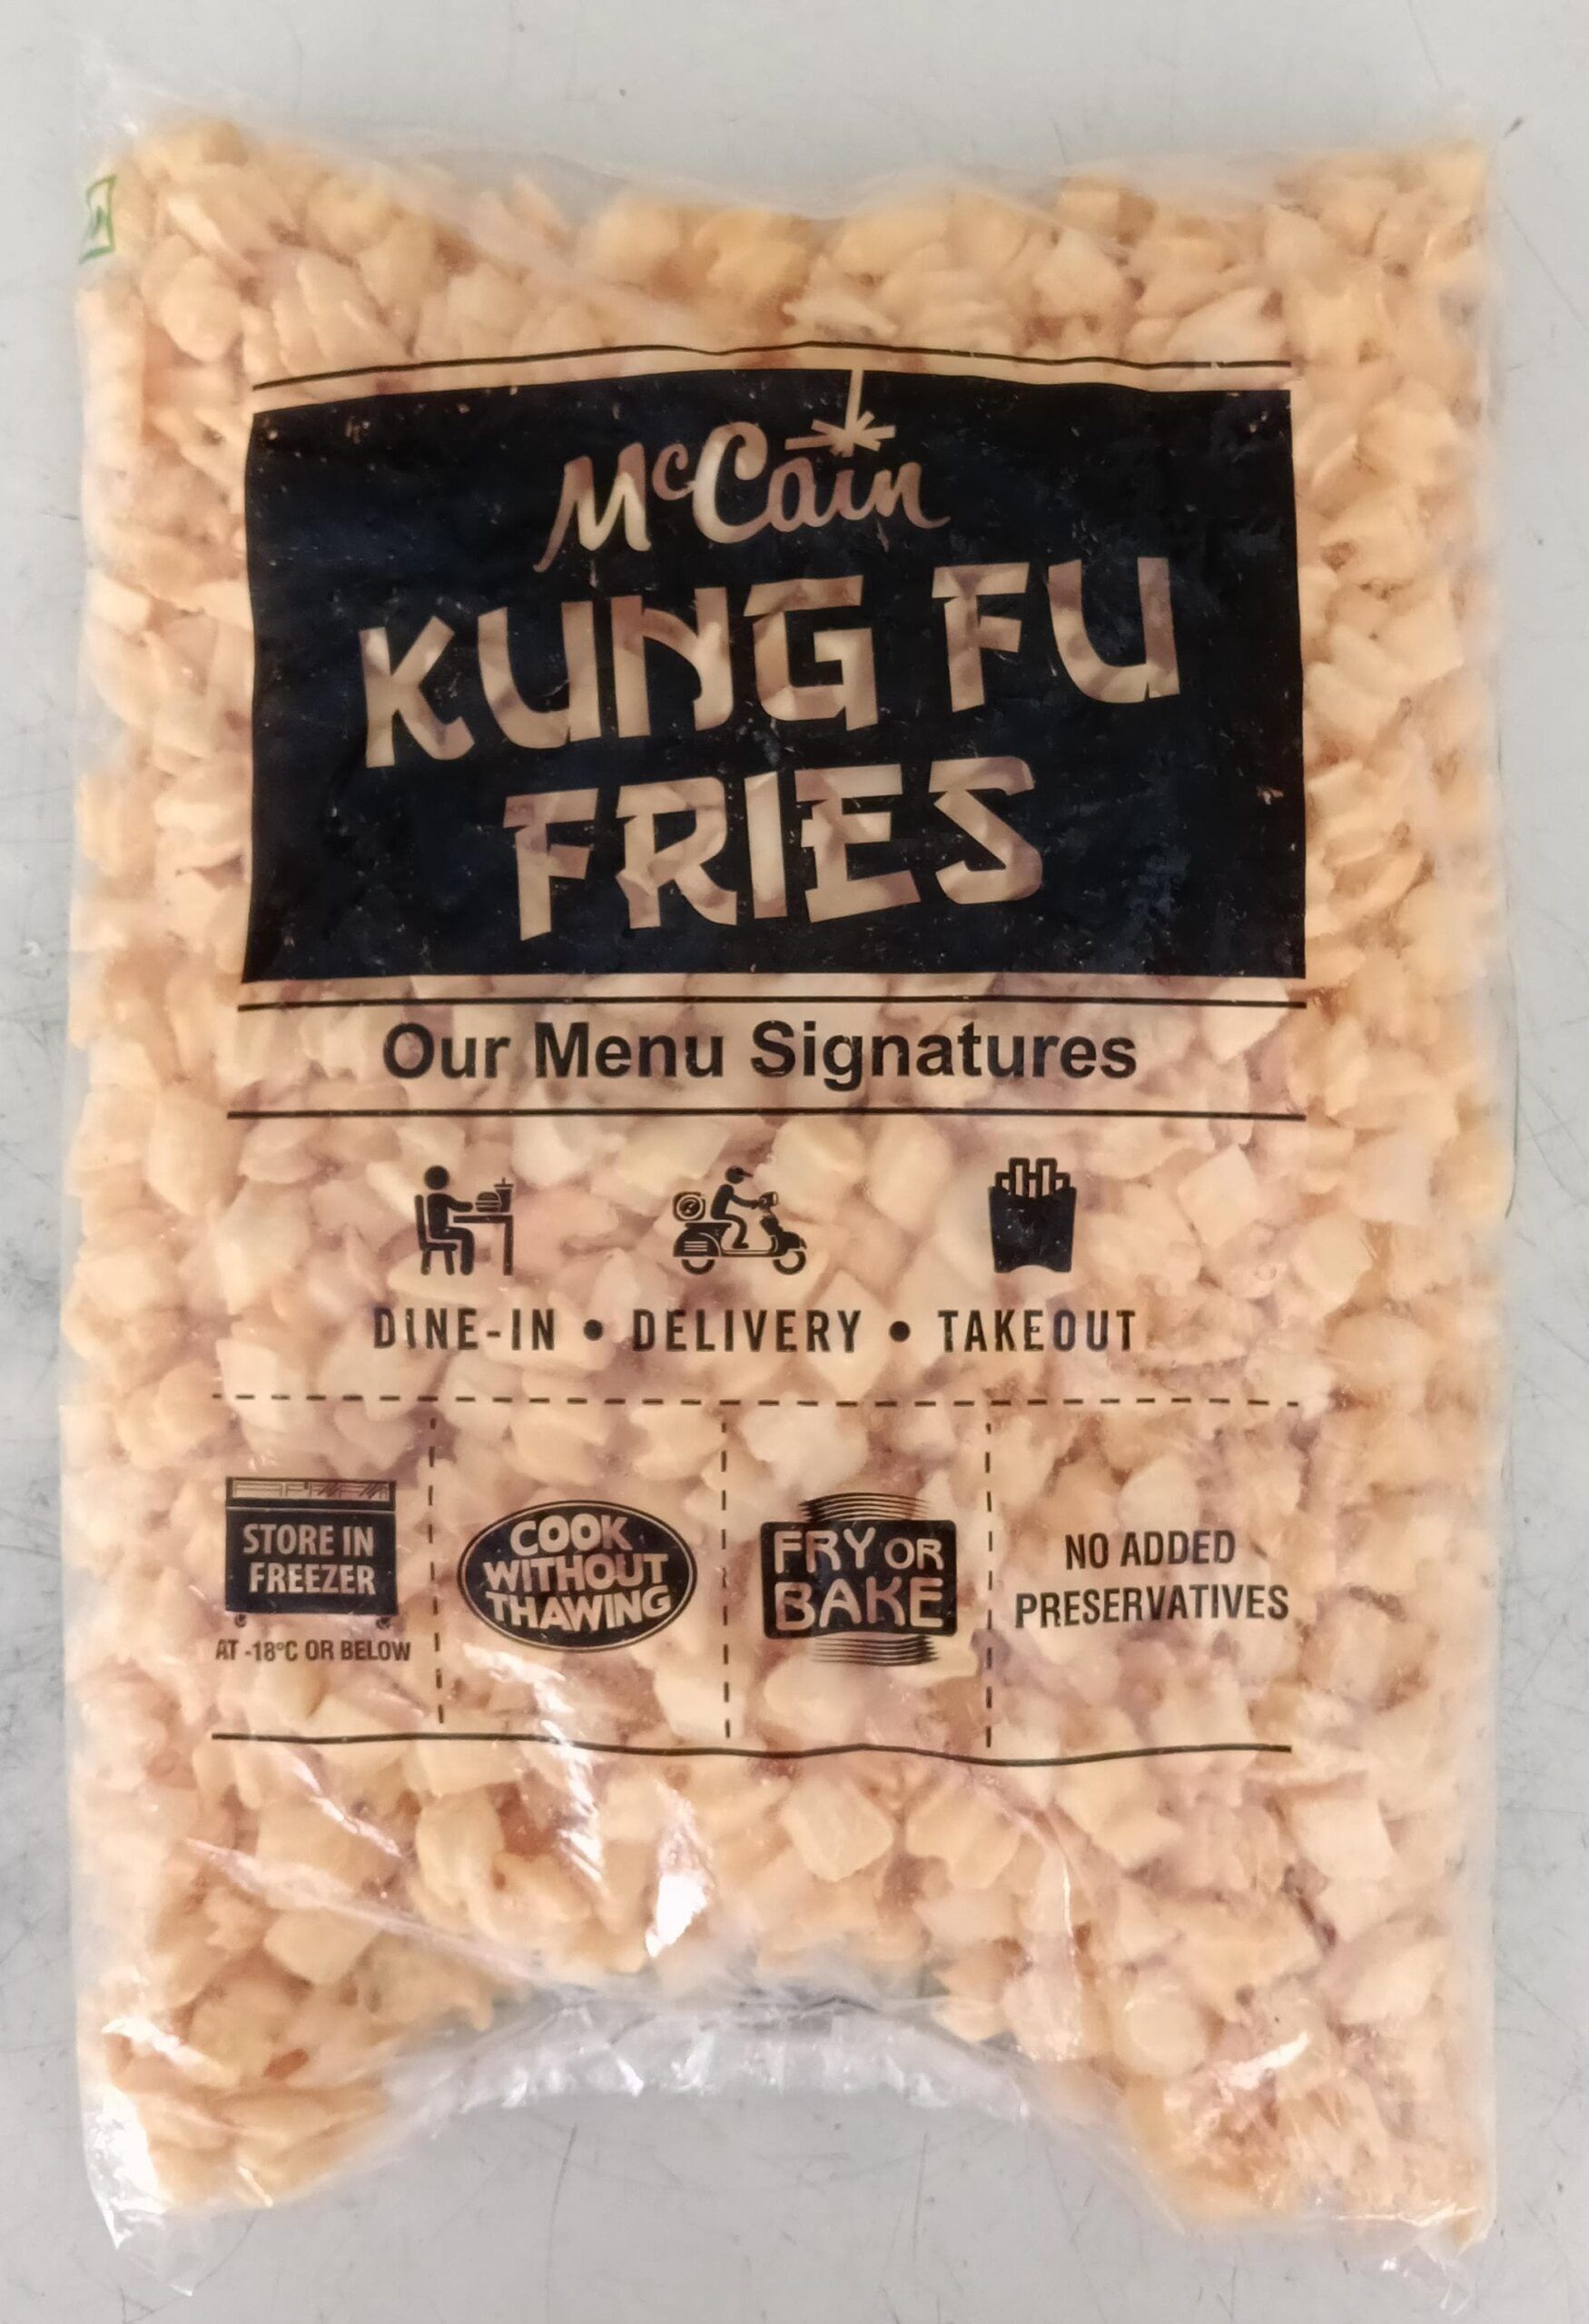 McCain
KUNG FU
FRIES
Our Menu Signatures
DINE-IN • DELIVERY • TAKEOUT
STORE IN
FREEZER
AT -18°C OR BELOW
COOK
WITHOUT
THAWING
FRY OR
BAKE
NO ADDED
PRESERVATIVES